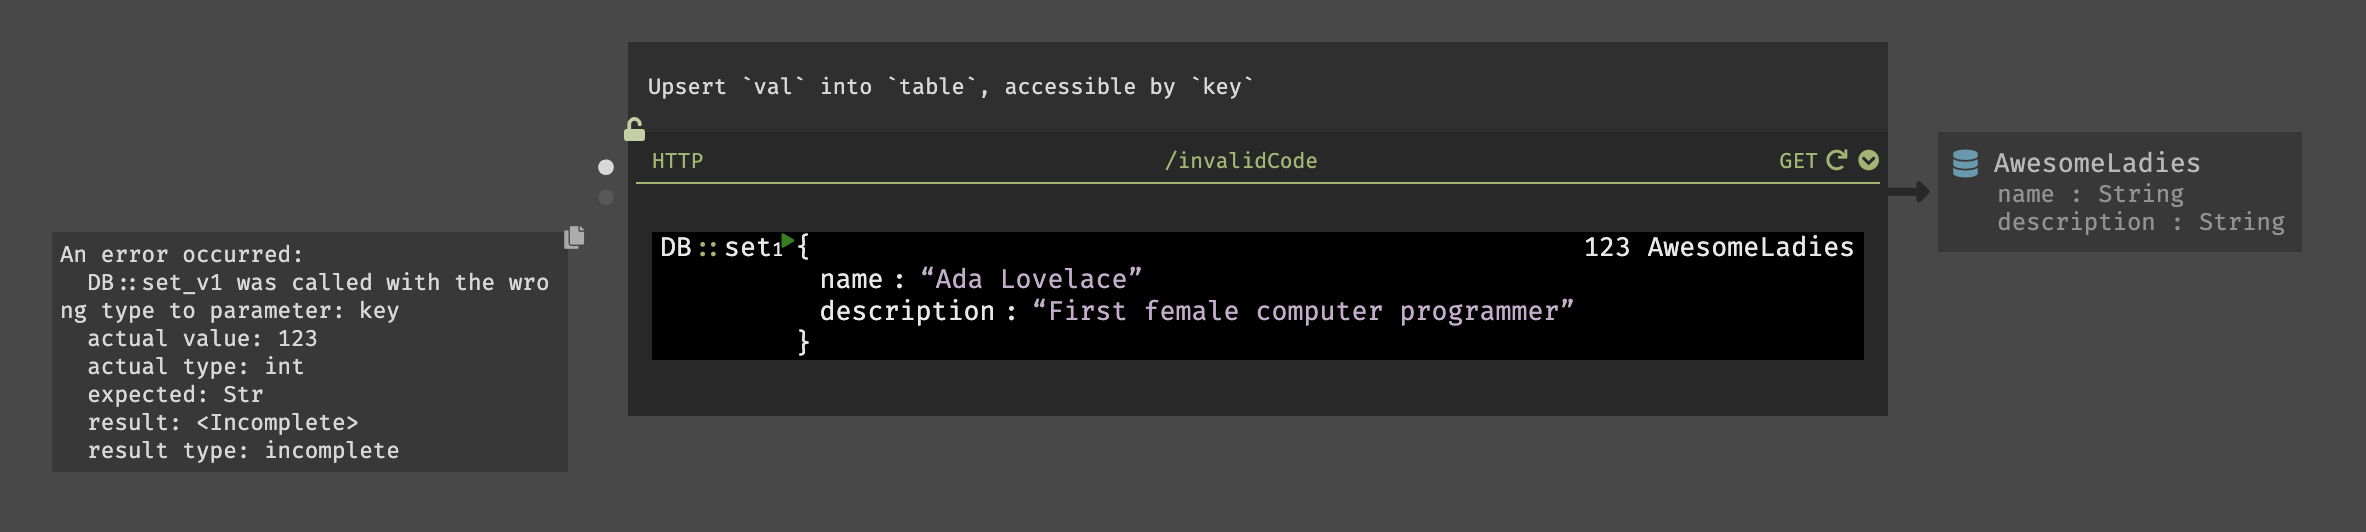 Upsert `val` into `table`, accessible by `key`
HTTP /invalidCode GET
AwesomeLadies
name : String
description : String
An error occurred:
DB::set_v1 was called with the wro
ng type to parameter: key
actual value: 123
actual type: int
expected: Str
result: <Incomplete>
result type: incomplete
DB::set1{ 123 AwesomeLadies
name : “Ada Lovelace”
description : “First female computer programmer”
}